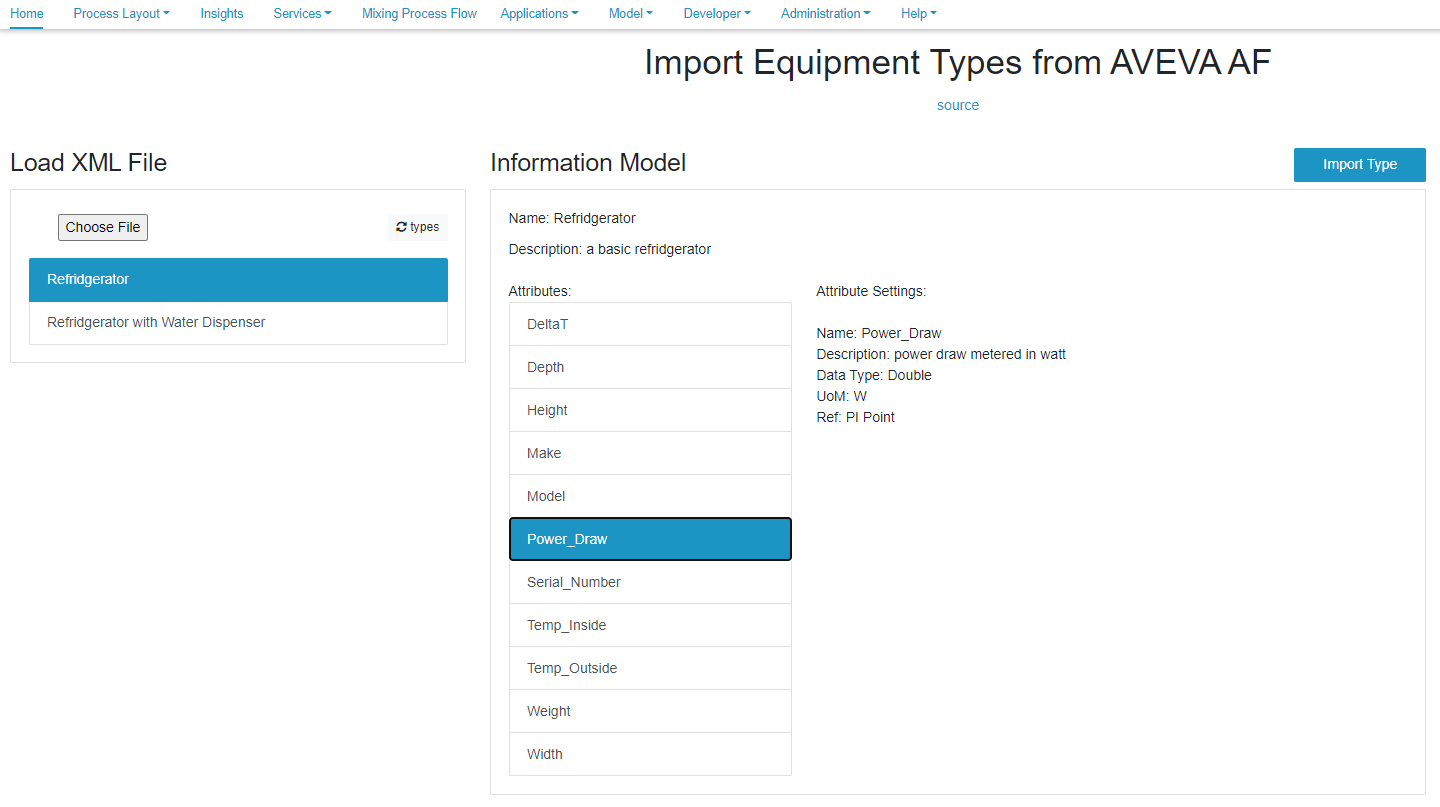 Home Process Layout Insights Services Mixing Process Flow Applications Model Developer Administration Help
Import Equipment Types from AVEVA AF
source
Load XML File
Choose File
types
Refridgerator
Refridgerator with Water Dispenser
Information Model
Import Type
Name: Refridgerator
Description: a basic refridgerator
Attributes:
DeltaT
Depth
Height
Make
Model
Power_Draw
Serial_Number
Temp_Inside
Temp_Outside
Weight
Width
Attribute Settings:
Name: Power_Draw
Description: power draw metered in watt
Data Type: Double
UoM: W
Ref: PI Point